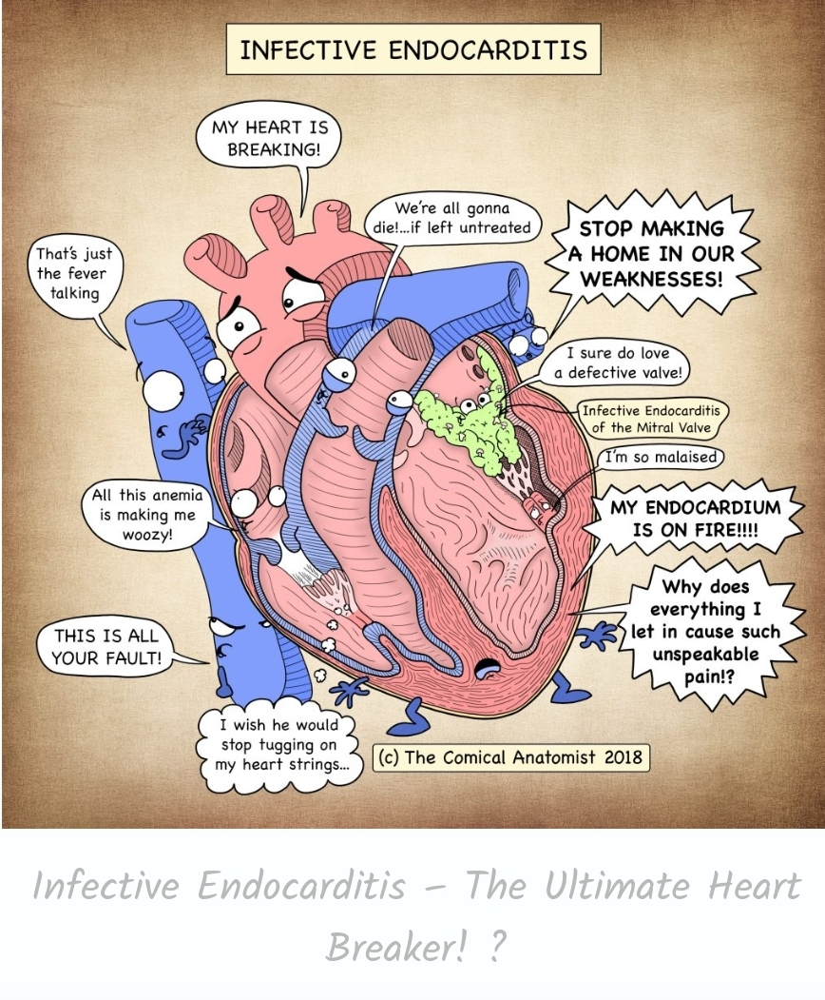 INFECTIVE ENDOCARDITIS
MY HEART IS
BREAKING!
We're all gonna
die!...if left untreated
STOP MAKING
A HOME IN OUR
WEAKNESSES!
That's just
the fever
talking
I sure do love
a defective valve!
Infective Endocarditis
of the Mitral Valve
I'm so malaised
All this anemia
is making me
woozy!
MY ENDOCARDIUM
IS ON FIRE!!!!
Why does
everything I
let in cause such
unspeakable
pain!?
THIS IS ALL
YOUR FAULT!
I wish he would
stop tugging on
my heart strings...
(c) The Comical Anatomist 2018
Infective Endocarditis – The Ultimate Heart
Breaker! ?